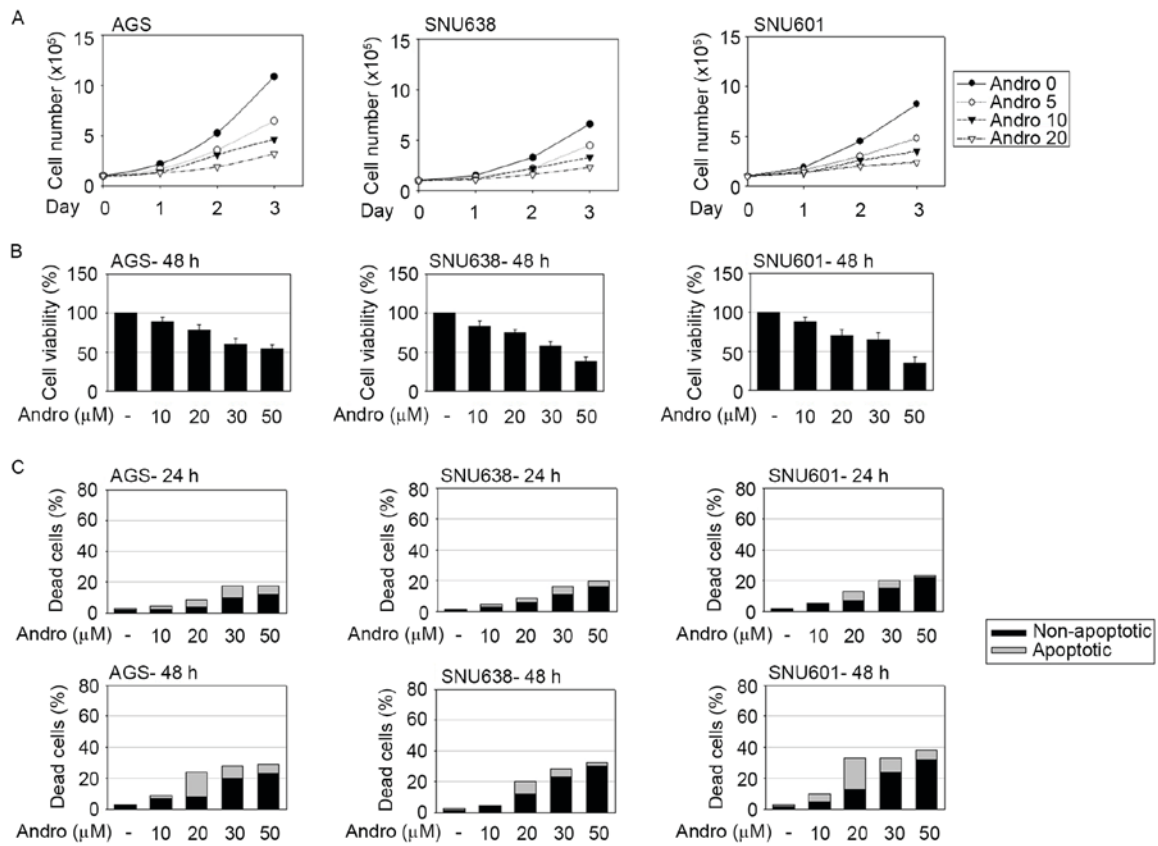 A
AGS
SNU638
SNU601
Cell number (x10⁵)
15
10
5
0
Day 0 1 2 3
Cell number (x10⁵)
15
10
5
0
0 1 2 3
Cell number (x10⁵)
15
10
5
0
0 1 2 3
Andro 0
Andro 5
Andro 10
Andro 20
B
AGS- 48 h
SNU638- 48 h
SNU601- 48 h
Cell viability (%)
150
100
50
0
Andro (µM) - 10 20 30 50
Cell viability (%)
150
100
50
0
Andro (µM) - 10 20 30 50
Cell viability (%)
150
100
50
0
Andro (µM) - 10 20 30 50
C
AGS- 24 h
SNU638- 24 h
SNU601- 24 h
Dead cells (%)
80
60
40
20
0
Andro (µM) - 10 20 30 50
Dead cells (%)
80
60
40
20
0
Andro (µM) - 10 20 30 50
Dead cells (%)
80
60
40
20
0
Andro (µM) - 10 20 30 50
Non-apoptotic
Apoptotic
AGS- 48 h
SNU638- 48 h
SNU601- 48 h
Dead cells (%)
80
60
40
20
0
Andro (µM) - 10 20 30 50
Dead cells (%)
80
60
40
20
0
Andro (µM) - 10 20 30 50
Dead cells (%)
80
60
40
20
0
Andro (µM) - 10 20 30 50